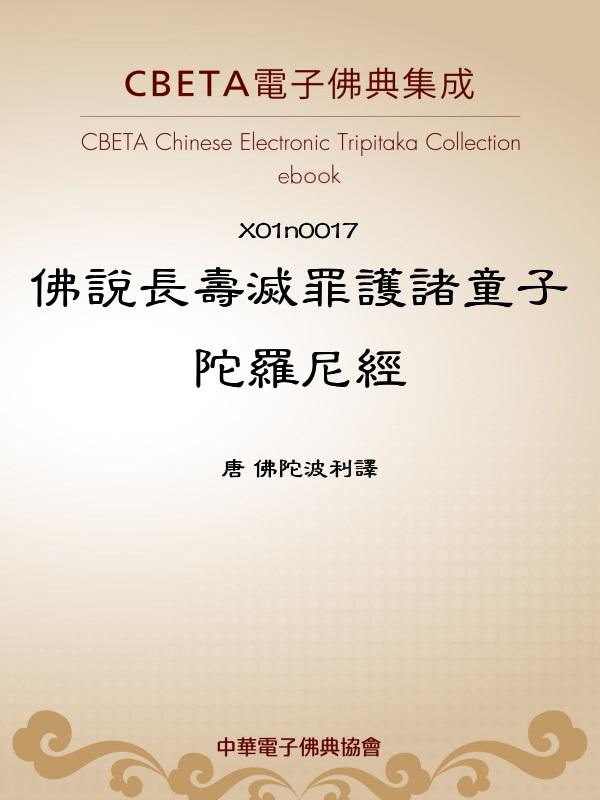 CBETA電子佛典集成
CBETA Chinese Electronic Tripitaka Collection
ebook
X01n0017
佛說長壽滅罪護諸童子
陀羅尼經
唐 佛陀波利譯
中華電子佛典協會